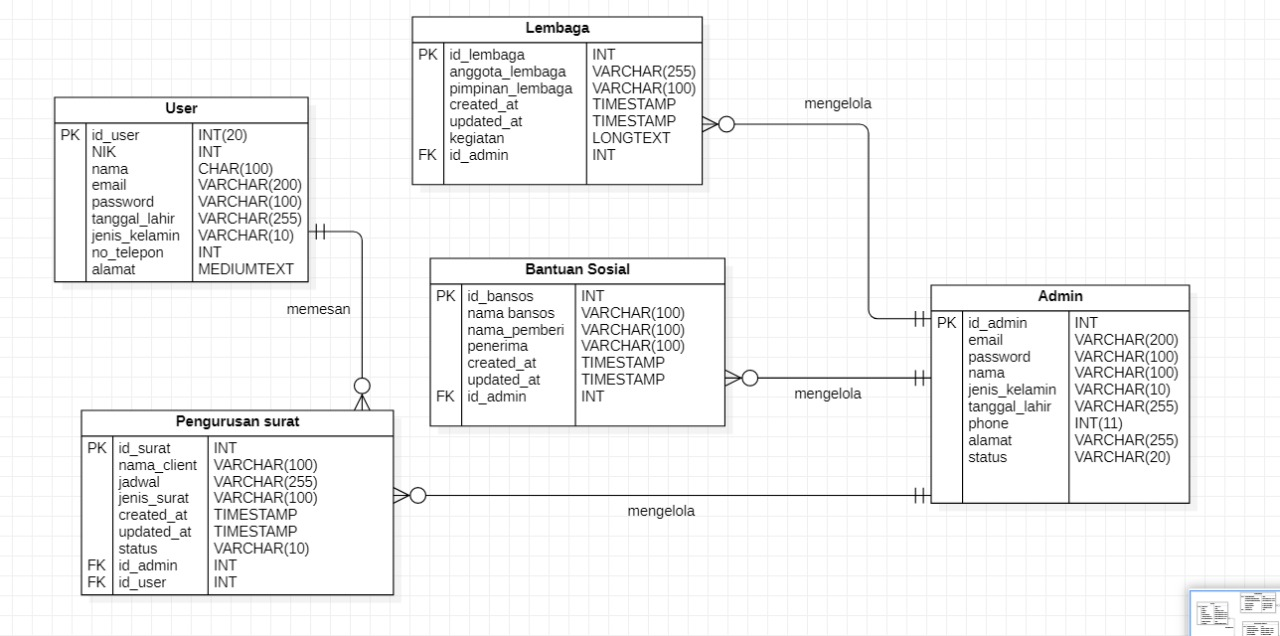 Lembaga
PK id_lembaga INT
anggota_lembaga VARCHAR(255)
pimpinan_lembaga VARCHAR(100)
created_at TIMESTAMP
updated_at TIMESTAMP
kegiatan LONGTEXT
FK id_admin INT
mengelola
User
PK id_user INT(20)
NIK INT
nama CHAR(100)
email VARCHAR(200)
password VARCHAR(100)
tanggal_lahir VARCHAR(255)
jenis_kelamin VARCHAR(10)
no_telepon INT
alamat MEDIUMTEXT
memesan
Bantuan Sosial
PK id_bansos INT
nama bansos VARCHAR(100)
nama_pemberi VARCHAR(100)
penerima VARCHAR(100)
created_at TIMESTAMP
updated_at TIMESTAMP
FK id_admin INT
mengelola
Admin
PK id_admin INT
email VARCHAR(200)
password VARCHAR(100)
nama VARCHAR(100)
jenis_kelamin VARCHAR(10)
tanggal_lahir VARCHAR(255)
phone INT(11)
alamat VARCHAR(255)
status VARCHAR(20)
Pengurusan surat
PK id_surat INT
nama_client VARCHAR(100)
jadwal VARCHAR(255)
jenis_surat VARCHAR(100)
created_at TIMESTAMP
updated_at TIMESTAMP
status VARCHAR(10)
FK id_admin INT
FK id_user INT
mengelola